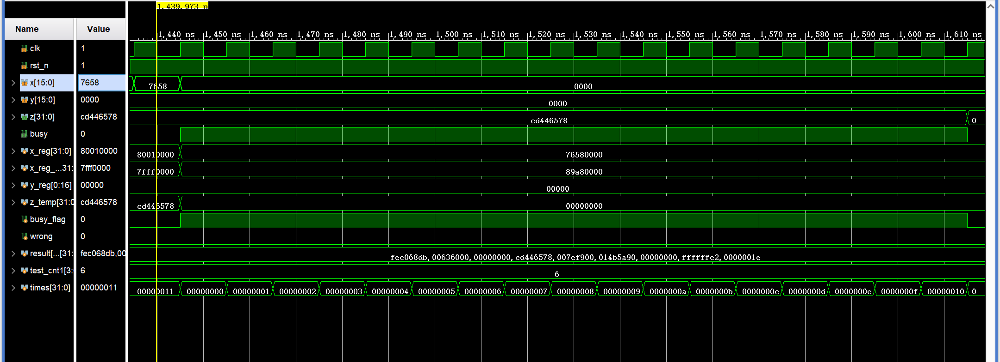 1,439.973 n
Name Value
1,440 ns 1,450 ns 1,460 ns 1,470 ns 1,480 ns 1,490 ns 1,500 ns 1,510 ns 1,520 ns 1,530 ns 1,540 ns 1,550 ns 1,560 ns 1,570 ns 1,580 ns 1,590 ns 1,600 ns 1,610 ns
clk 1
rst_n 1
x[15:0] 7658 7658 0000
y[15:0] 0000 0000
z[31:0] cd446578 cd446578 0
busy 0
x_reg[31:0] 80010000 80010000 76580000
x_reg_...31: 7fff0000 7fff0000 89a80000
y_reg[0:16] 00000 00000
z_temp[31:0 cd446578 cd446578 00000000
busy_flag 0
wrong 0
result[...[31: fec068db,00 fec068db,00636000,00000000,cd446578,007ef900,014b5a90,00000000,ffffffe2,0000001e
test_cnt1[3: 6 6
times[31:0] 00000011 00000011 00000000 00000001 00000002 00000003 00000004 00000005 00000006 00000007 00000008 00000009 0000000a 0000000b 0000000c 0000000d 0000000e 0000000f 00000010 0